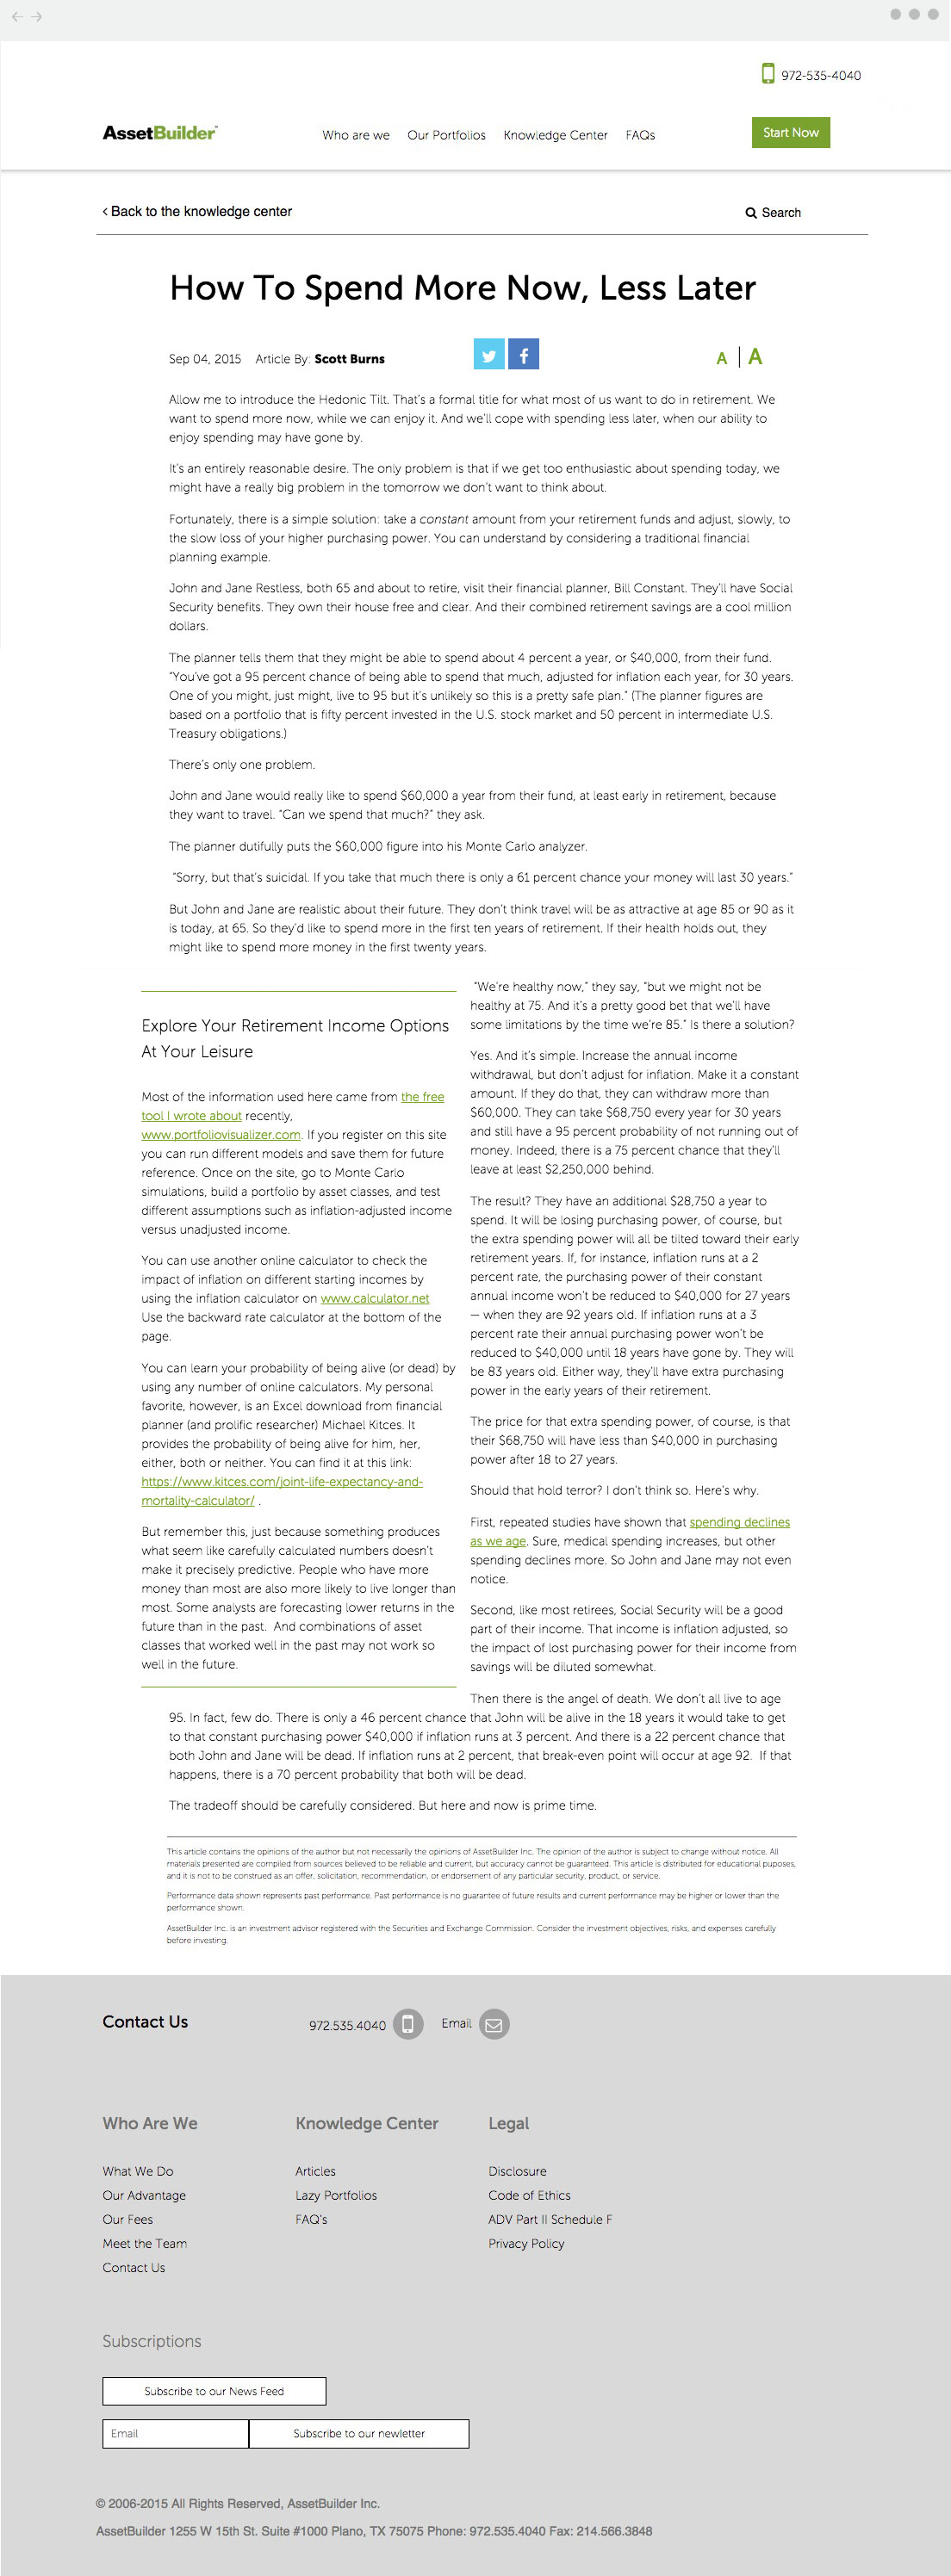 972-535-4040
AssetBuilder
Who are we Our Portfolios Knowledge Center FAQs
Start Now
Back to the knowledge center
Search
How To Spend More Now, Less Later
Sep 04, 2015 Article By: Scott Burns
A | A
Allow me to introduce the Hedonic Tilt. That's a formal title for what most of us want to do in retirement. We
want to spend more now, while we can enjoy it. And we'll cope with spending less later, when our ability to
enjoy spending may have gone by.
It's an entirely reasonable desire. The only problem is that if we get too enthusiastic about spending today, we
might have a really big problem in the tomorrow we don't want to think about.
Fortunately, there is a simple solution: take a constant amount from your retirement funds and adjust, slowly, to
the slow loss of your higher purchasing power. You can understand by considering a traditional financial
planning example.
John and Jane Restless, both 65 and about to retire, visit their financial planner, Bill Constant. They'll have Social
Security benefits. They own their house free and clear. And their combined retirement savings are a cool million
dollars.
The planner tells them that they might be able to spend about 4 percent a year, or $40,000, from their fund.
"You've got a 95 percent chance of being able to spend that much, adjusted for inflation each year, for 30 years.
One of you might, just might, live to 95 but it's unlikely so this is a pretty safe plan." (The planner figures are
based on a portfolio that is fifty percent invested in the U.S. stock market and 50 percent in intermediate U.S.
Treasury obligations.)
There's only one problem.
John and Jane would really like to spend $60,000 a year from their fund, at least early in retirement, because
they want to travel. "Can we spend that much?" they ask.
The planner dutifully puts the $60,000 figure into his Monte Carlo analyzer.
"Sorry, but that's suicidal. If you take that much there is only a 61 percent chance your money will last 30 years."
But John and Jane are realistic about their future. They don't think travel will be as attractive at age 85 or 90 as it
is today, at 65. So they'd like to spend more in the first ten years of retirement. If their health holds out, they
might like to spend more money in the first twenty years.
Explore Your Retirement Income Options
At Your Leisure
Most of the information used here came from the free
tool I wrote about recently,
www.portfoliovisualizer.com. If you register on this site
you can run different models and save them for future
reference. Once on the site, go to Monte Carlo
simulations, build a portfolio by asset classes, and test
different assumptions such as inflation-adjusted income
versus unadjusted income.
You can use another online calculator to check the
impact of inflation on different starting incomes by
using the inflation calculator on www.calculator.net
Use the backward rate calculator at the bottom of the
page.
You can learn your probability of being alive (or dead) by
using any number of online calculators. My personal
favorite, however, is an Excel download from financial
planner (and prolific researcher) Michael Kitces. It
provides the probability of being alive for him, her,
either, both or neither. You can find it at this link:
https://www.kitces.com/joint-life-expectancy-and-
mortality-calculator/ .
But remember this, just because something produces
what seem like carefully calculated numbers doesn't
make it precisely predictive. People who have more
money than most are also more likely to live longer than
most. Some analysts are forecasting lower returns in the
future than in the past. And combinations of asset
classes that worked well in the past may not work so
well in the future.
"We're healthy now," they say, "but we might not be
healthy at 75. And it's a pretty good bet that we'll have
some limitations by the time we're 85." Is there a solution?
Yes. And it's simple. Increase the annual income
withdrawal, but don't adjust for inflation. Make it a constant
amount. If they do that, they can withdraw more than
$60,000. They can take $68,750 every year for 30 years
and still have a 95 percent probability of not running out of
money. Indeed, there is a 75 percent chance that they'll
leave at least $2,250,000 behind.
The result? They have an additional $28,750 a year to
spend. It will be losing purchasing power, of course, but
the extra spending power will all be tilted toward their early
retirement years. If, for instance, inflation runs at a 2
percent rate, the purchasing power of their constant
annual income won't be reduced to $40,000 for 27 years
— when they are 92 years old. If inflation runs at a 3
percent rate their annual purchasing power won't be
reduced to $40,000 until 18 years have gone by. They will
be 83 years old. Either way, they'll have extra purchasing
power in the early years of their retirement.
The price for that extra spending power, of course, is that
their $68,750 will have less than $40,000 in purchasing
power after 18 to 27 years.
Should that hold terror? I don't think so. Here's why.
First, repeated studies have shown that spending declines
as we age. Sure, medical spending increases, but other
spending declines more. So John and Jane may not even
notice.
Second, like most retirees, Social Security will be a good
part of their income. That income is inflation adjusted, so
the impact of lost purchasing power for their income from
savings will be diluted somewhat.
Then there is the angel of death. We don't all live to age
95. In fact, few do. There is only a 46 percent chance that John will be alive in the 18 years it would take to get
to that constant purchasing power $40,000 if inflation runs at 3 percent. And there is a 22 percent chance that
both John and Jane will be dead. If inflation runs at 2 percent, that break-even point will occur at age 92. If that
happens, there is a 70 percent probability that both will be dead.
The tradeoff should be carefully considered. But here and now is prime time.
This article contains the opinions of the author but not necessarily the opinions of AssetBuilder Inc. The opinion of the author is subject to change without notice. All
materials presented are compiled from sources believed to be reliable and current, but accuracy cannot be guaranteed. This article is distributed for educational puposes,
and it is not to be construed as an offer, solicitation, recommendation, or endorsement of any particular security, product, or service.
Performance data shown represents past performance. Past performance is no guarantee of future results and current performance may be higher or lower than the
performance shown.
AssetBuilder Inc. is an investment advisor registered with the Securities and Exchange Commission. Consider the investment objectives, risks, and expenses carefully
before investing.
Contact Us
972.535.4040
Email
Who Are We
What We Do
Our Advantage
Our Fees
Meet the Team
Contact Us
Knowledge Center
Articles
Lazy Portfolios
FAQ's
Legal
Disclosure
Code of Ethics
ADV Part II Schedule F
Privacy Policy
Subscriptions
Subscribe to our News Feed
Email
Subscribe to our newletter
© 2006-2015 All Rights Reserved, AssetBuilder Inc.
AssetBuilder 1255 W 15th St. Suite #1000 Plano, TX 75075 Phone: 972.535.4040 Fax: 214.566.3848